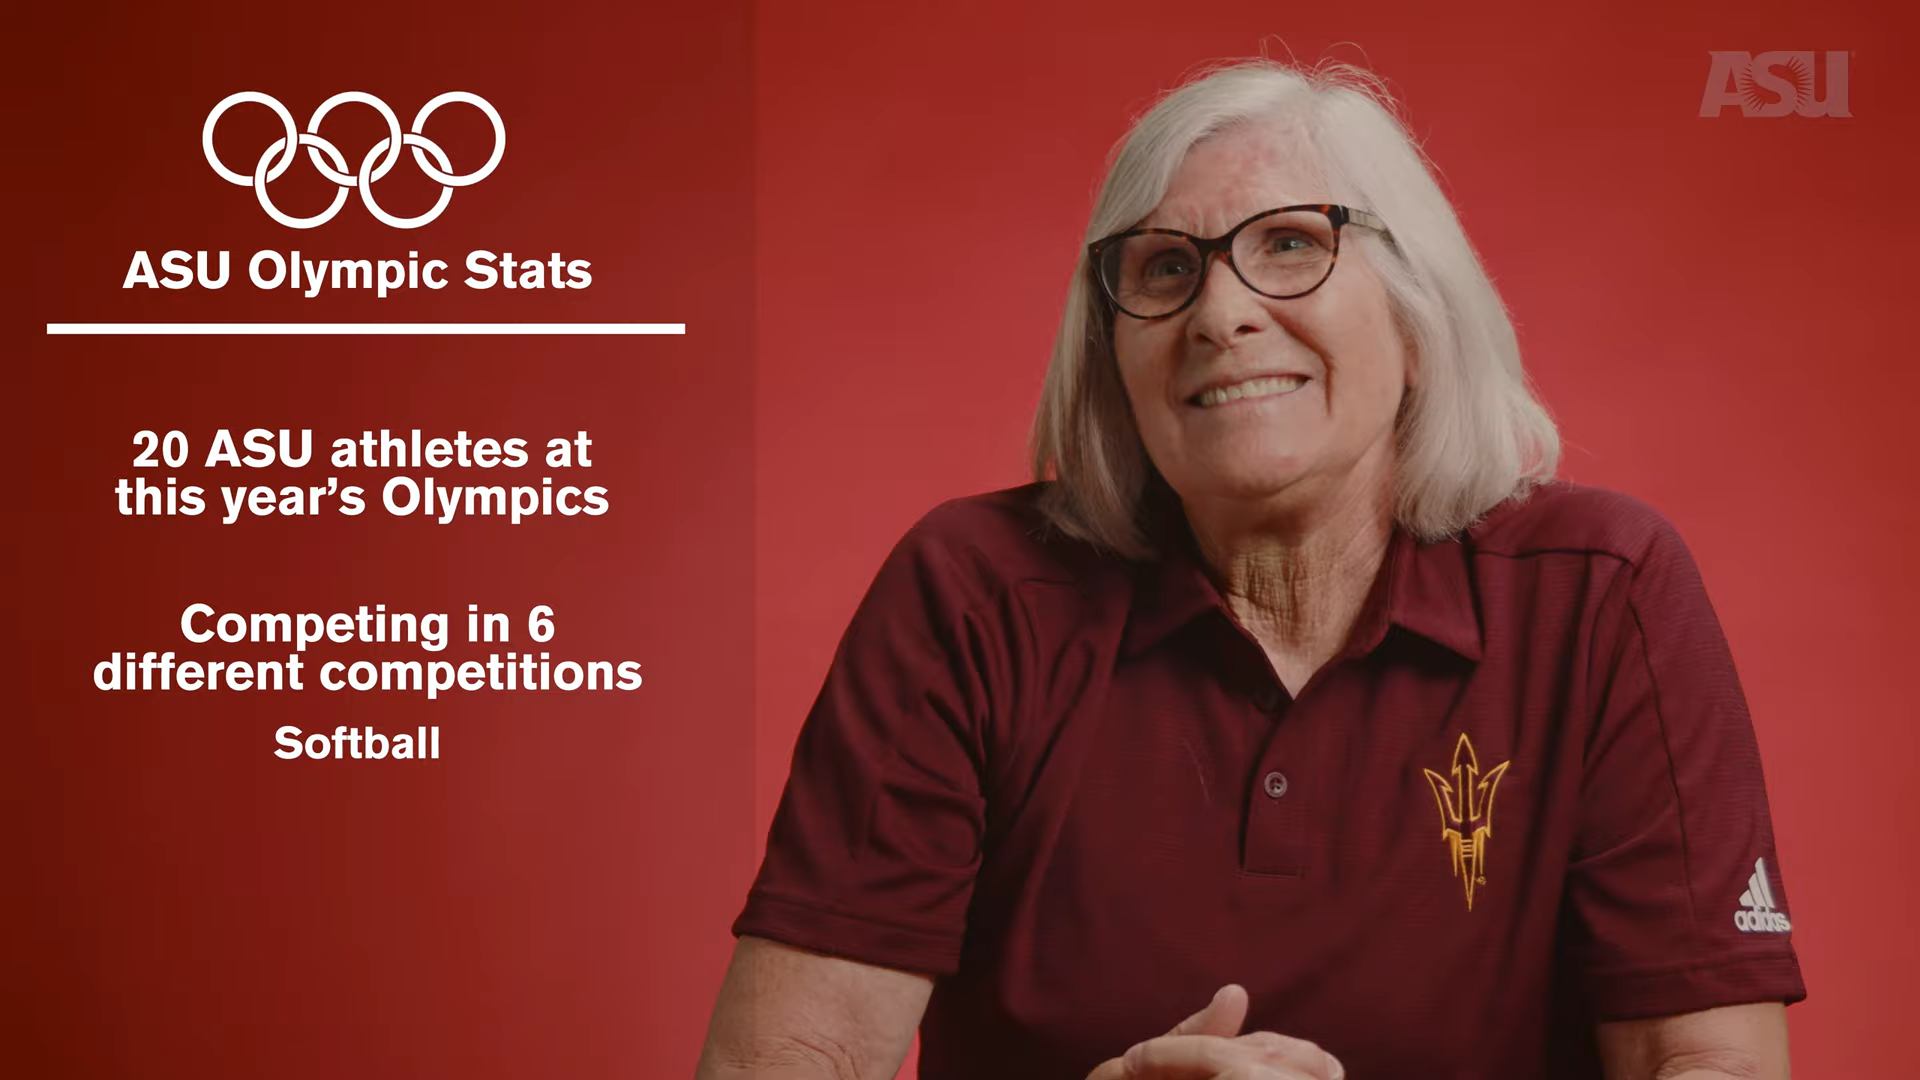 ASU
ASU Olympic Stats
20 ASU athletes at
this year's Olympics
Competing in 6
different competitions
Softball
adidas